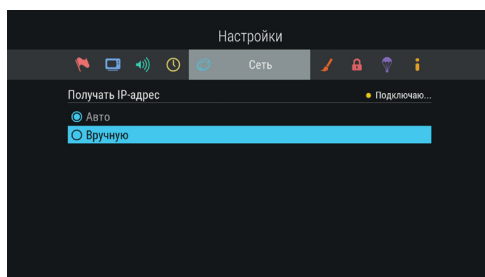 Настройки
Сеть
Получать IP-адрес
Подключаю...
Авто
Вручную